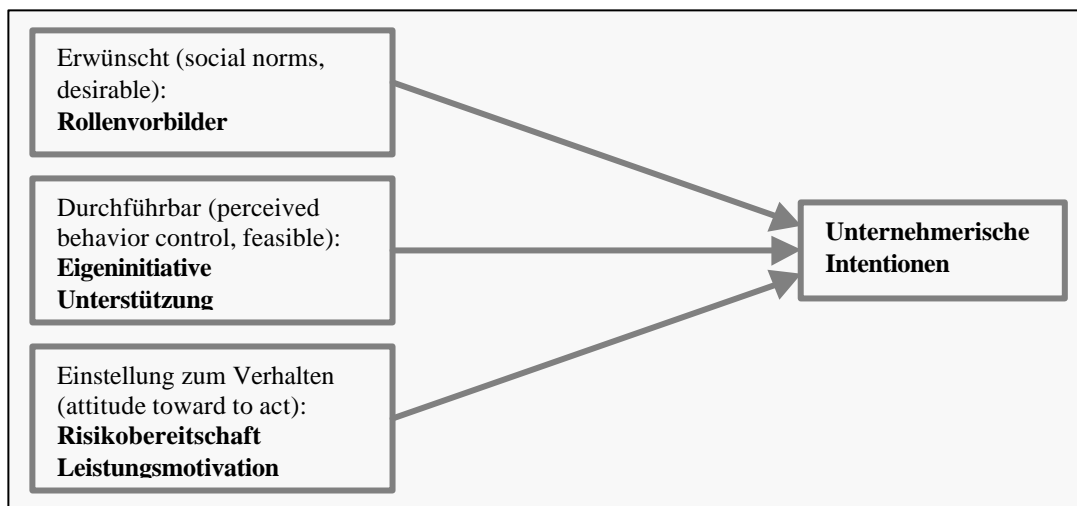 Erwünscht (social norms,
desirable):
Rollenvorbilder
Durchführbar (perceived
behavior control, feasible):
Eigeninitiative
Unterstützung
Einstellung zum Verhalten
(attitude toward to act):
Risikobereitschaft
Leistungsmotivation
Unternehmerische
Intentionen